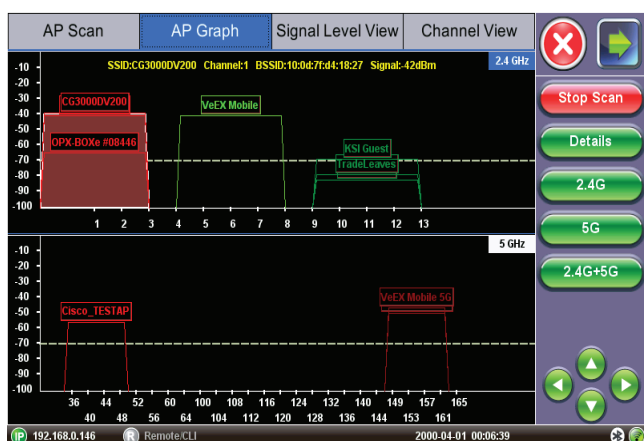 AP Scan
AP Graph
Signal Level View
Channel View
SSID:CG3000DV200 Channel:1 BSSID:10:0d:7f:d4:18:27 Signal:-42dBm
2.4 GHz
-10
-20
-30
-40
-50
-60
-70
-80
-90
-100
CG3000DV200
OPX-BOXe #08446
VeEX Mobile
KSI Guest
TradeLeaves
1 2 3 4 5 6 7 8 9 10 11 12 13
5 GHz
-10
-20
-30
-40
-50
-60
-70
-80
-90
-100
Cisco_TESTAP
VeEX Mobile 5G
36 44 52 60 100 108 116 124 132 140 149 157 165
40 48 56 64 104 112 120 128 136 144 153 161
Stop Scan
Details
2.4G
5G
2.4G+5G
IP 192.168.0.146
R Remote/CLI
2000-04-01 00:06:39
?